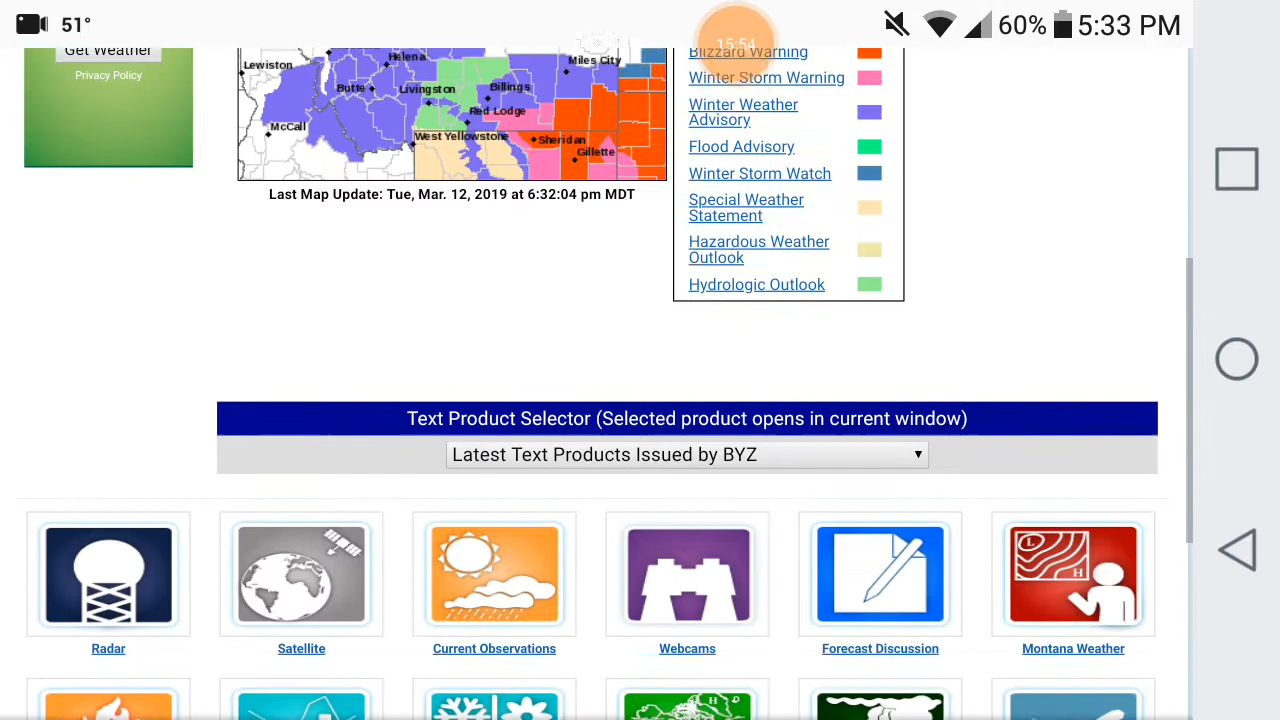 51°
15:54
60%
5:33 PM
Get Weather
Privacy Policy
Lewiston
Helena
Miles City
Butte
Livingston
Billings
Red Lodge
McCall
West Yellowstone
Sheridan
Gillette
Last Map Update: Tue, Mar. 12, 2019 at 6:32:04 pm MDT
Blizzard Warning
Winter Storm Warning
Winter Weather
Advisory
Flood Advisory
Winter Storm Watch
Special Weather
Statement
Hazardous Weather
Outlook
Hydrologic Outlook
Text Product Selector (Selected product opens in current window)
Latest Text Products Issued by BYZ
L
H
Radar
Satellite
Current Observations
Webcams
Forecast Discussion
Montana Weather
H